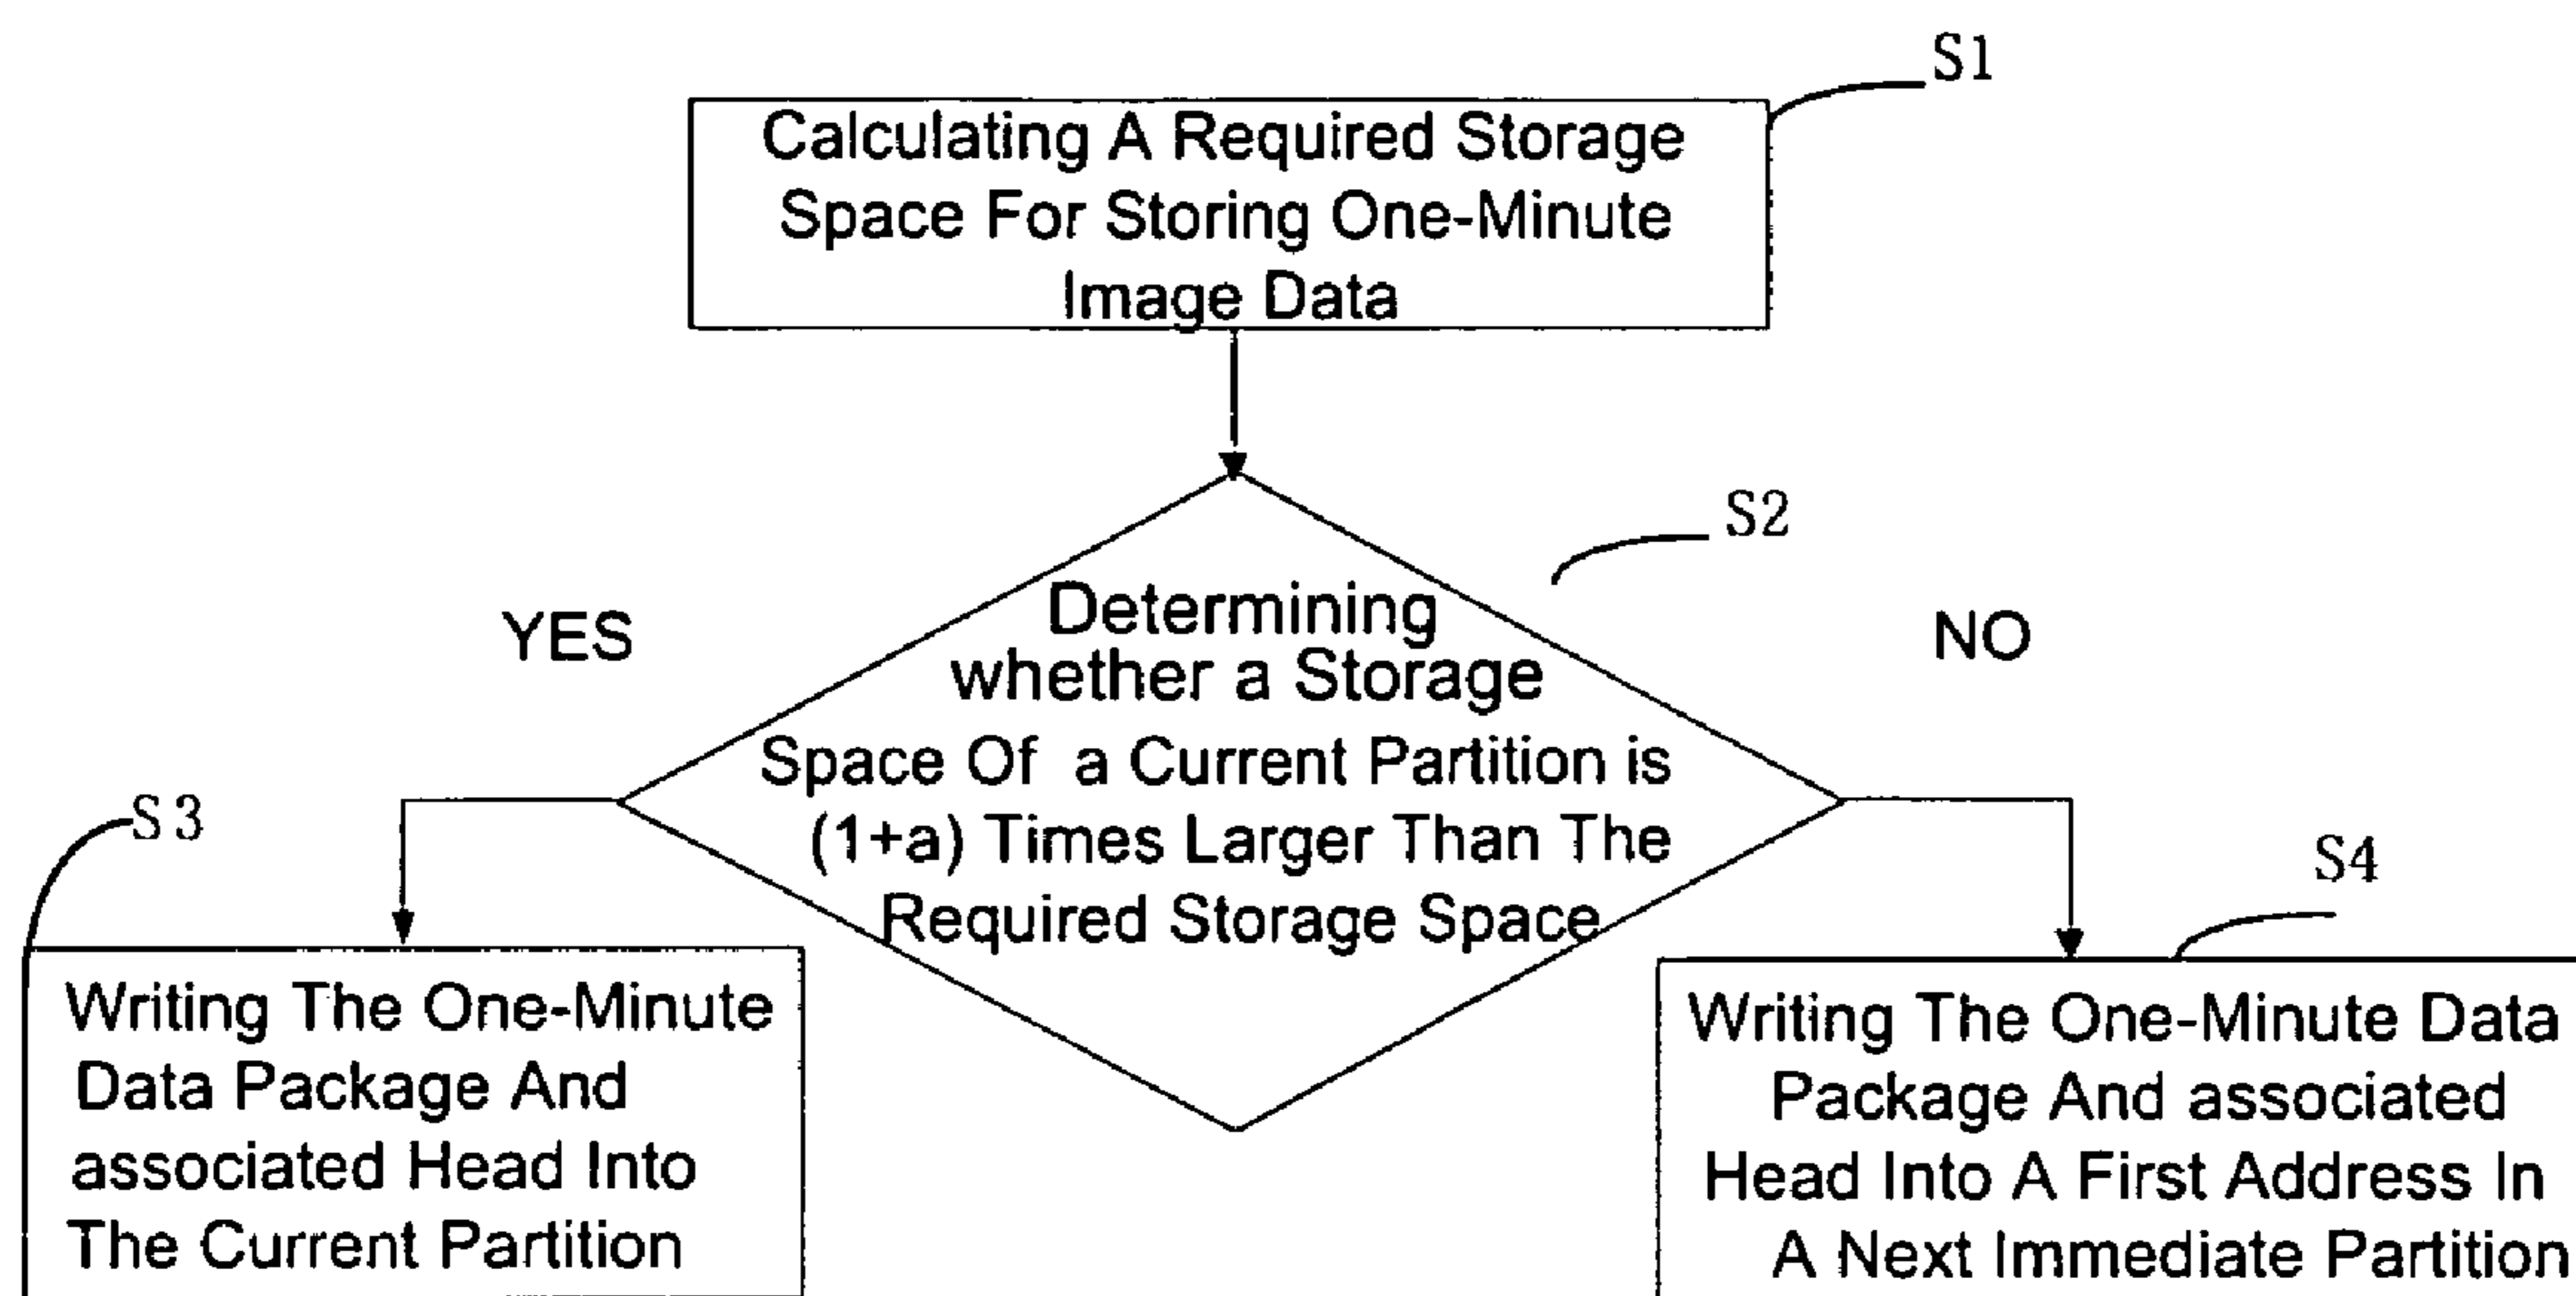 S1
Calculating A Required Storage
Space For Storing One-Minute
Image Data
S2
YES
NO
Determining
whether a Storage
Space Of a Current Partition is
(1+a) Times Larger Than The
Required Storage Space
S3
Writing The One-Minute
Data Package And
associated Head Into
The Current Partition
S4
Writing The One-Minute Data
Package And associated
Head Into A First Address In
A Next Immediate Partition